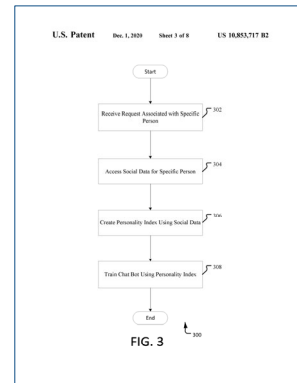 U.S. Patent Dec. 1, 2020 Sheet 3 of 8 US 10,853,717 B2
Start
Receive Request Associated with Specific
Person
302
Access Social Data for Specific Person
304
Create Personality Index Using Social Data
306
Train Chat Bot Using Personality Index
308
End
300
FIG. 3